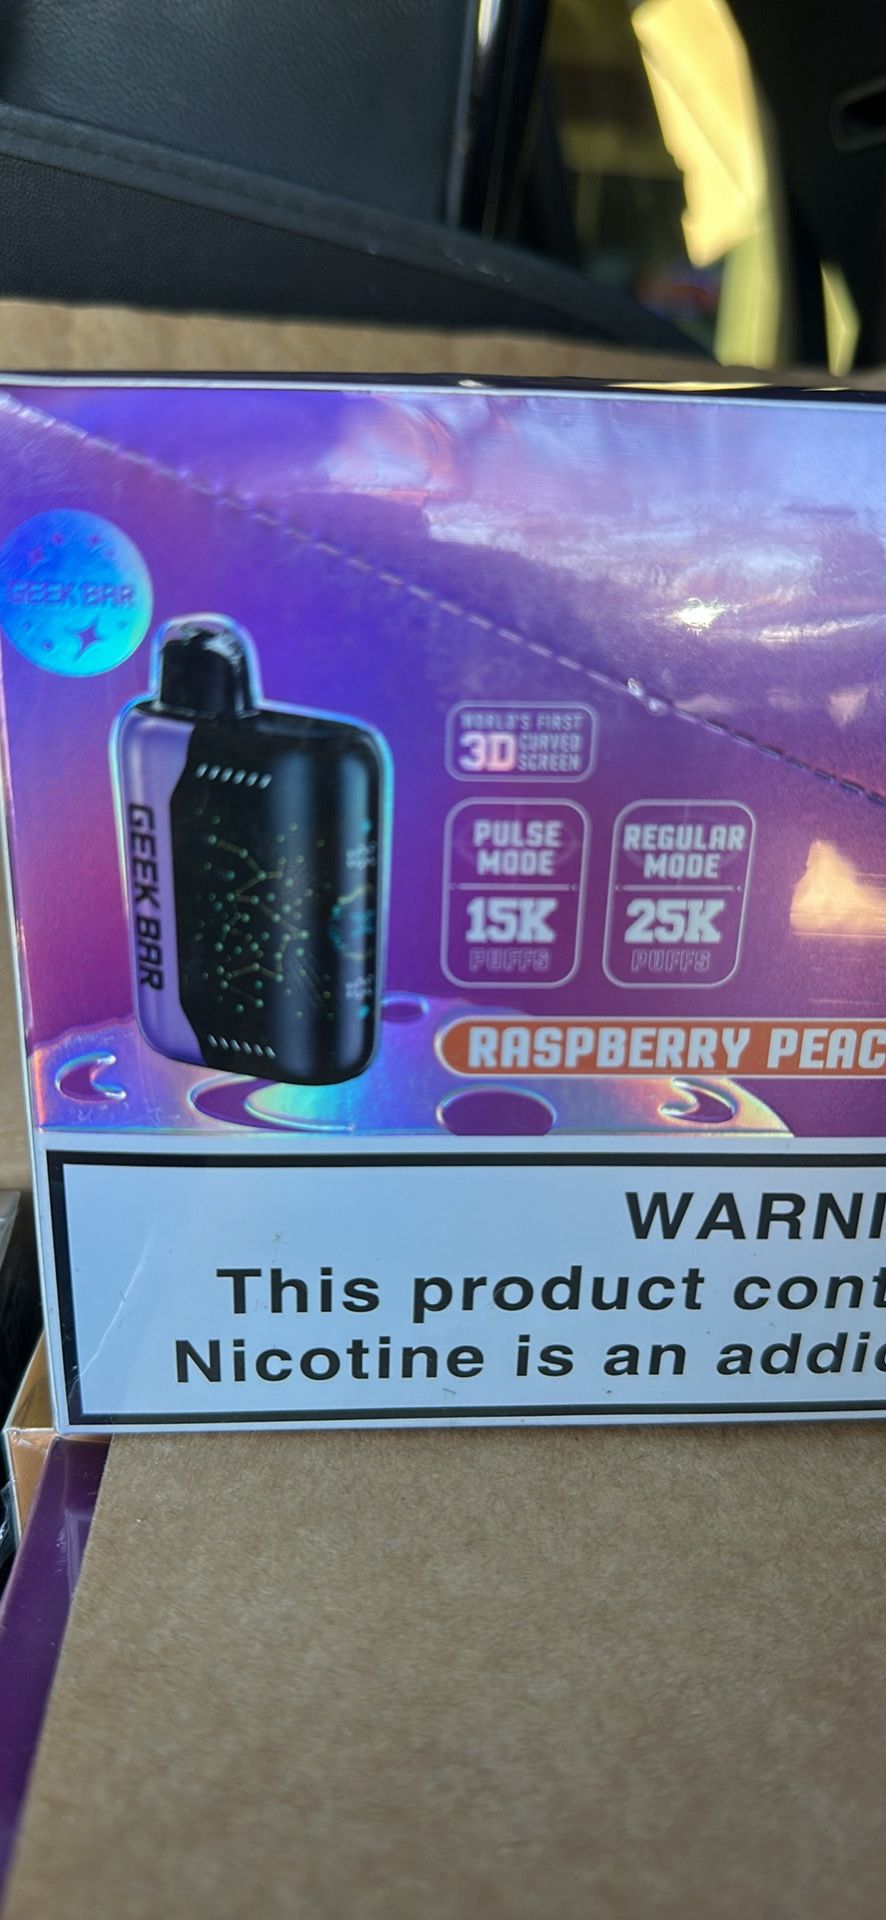 GEEK BAR
GEEK BAR
WORLD'S FIRST
3D CURVED
SCREEN
PULSE
MODE
15K
PUFFS
REGULAR
MODE
25K
PUFFS
RASPBERRY PEAC
WARNI
This product cont
Nicotine is an addic